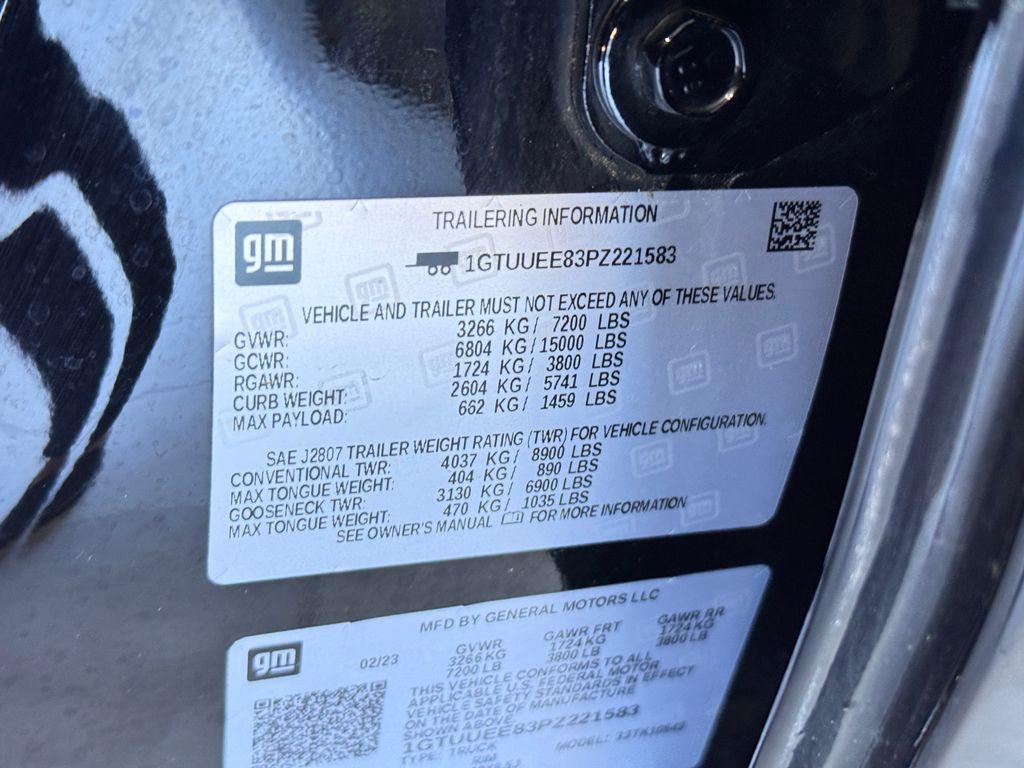 TRAILERING INFORMATION
gm
1GTUUEE83PZ221583
VEHICLE AND TRAILER MUST NOT EXCEED ANY OF THESE VALUES.
GVWR: 3266 KG/ 7200 LBS
GCWR: 6804 KG/15000 LBS
RGAWR: 1724 KG/ 3800 LBS
CURB WEIGHT: 2604 KG/ 5741 LBS
MAX PAYLOAD: 662 KG/ 1459 LBS
SAE J2807 TRAILER WEIGHT RATING (TWR) FOR VEHICLE CONFIGURATION.
CONVENTIONAL TWR: 4037 KG/ 8900 LBS
MAX TONGUE WEIGHT: 404 KG/ 890 LBS
GOOSENECK TWR: 3130 KG/ 6900 LBS
MAX TONGUE WEIGHT: 470 KG/ 1035 LBS
SEE OWNER'S MANUAL FOR MORE INFORMATION
MFD BY GENERAL MOTORS LLC
gm
02/23
GVWR GAWR FRT GAWR RR
3266 KG 1724 KG 1724 KG
7200 LB 3800 LB 3800 LB
THIS VEHICLE CONFORMS TO ALL
APPLICABLE U.S. FEDERAL MOTOR
VEHICLE SAFETY STANDARDS IN EFFECT
ON THE DATE OF MANUFACTURE
SHOWN ABOVE.
1GTUUEE83PZ221583
TYPE: TRUCK MODEL:
RIM